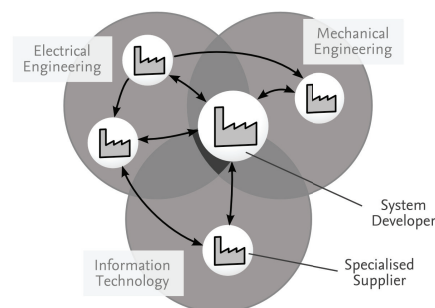 Electrical
Engineering
Mechanical
Engineering
System
Developer
Information
Technology
Specialised
Supplier